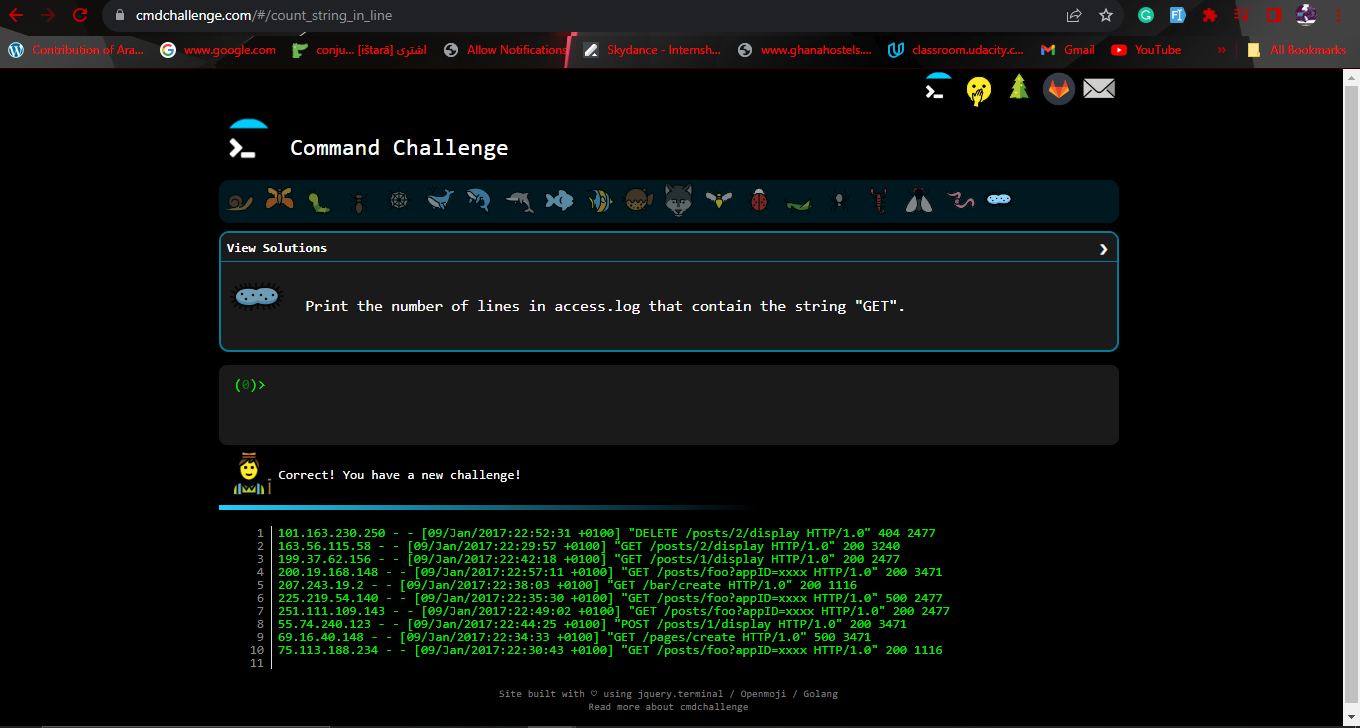 cmdchallenge.com/#/count_string_in_line
Contribution of Ara...
www.google.com
conju... [ištarā] اشترى
Allow Notifications
Skydance - Internsh...
www.ghanahostels....
classroom.udacity.c...
Gmail
YouTube
»
All Bookmarks
Command Challenge
View Solutions
Print the number of lines in access.log that contain the string "GET".
(0)>
Correct! You have a new challenge!
1 101.163.230.250 - - [09/Jan/2017:22:52:31 +0100] "DELETE /posts/2/display HTTP/1.0" 404 2477
2 163.56.115.58 - - [09/Jan/2017:22:29:57 +0100] "GET /posts/2/display HTTP/1.0" 200 3240
3 199.37.62.156 - - [09/Jan/2017:22:42:18 +0100] "GET /posts/1/display HTTP/1.0" 200 2477
4 200.19.168.148 - - [09/Jan/2017:22:57:11 +0100] "GET /posts/foo?appID=xxxx HTTP/1.0" 200 3471
5 207.243.19.2 - - [09/Jan/2017:22:38:03 +0100] "GET /bar/create HTTP/1.0" 200 1116
6 225.219.54.140 - - [09/Jan/2017:22:35:30 +0100] "GET /posts/foo?appID=xxxx HTTP/1.0" 500 2477
7 251.111.109.143 - - [09/Jan/2017:22:49:02 +0100] "GET /posts/foo?appID=xxxx HTTP/1.0" 200 2477
8 55.74.240.123 - - [09/Jan/2017:22:44:25 +0100] "POST /posts/1/display HTTP/1.0" 200 3471
9 69.16.40.148 - - [09/Jan/2017:22:34:33 +0100] "GET /pages/create HTTP/1.0" 500 3471
10 75.113.188.234 - - [09/Jan/2017:22:30:43 +0100] "GET /posts/foo?appID=xxxx HTTP/1.0" 200 1116
11
Site built with ♡ using jquery.terminal / Openmoji / Golang
Read more about cmdchallenge